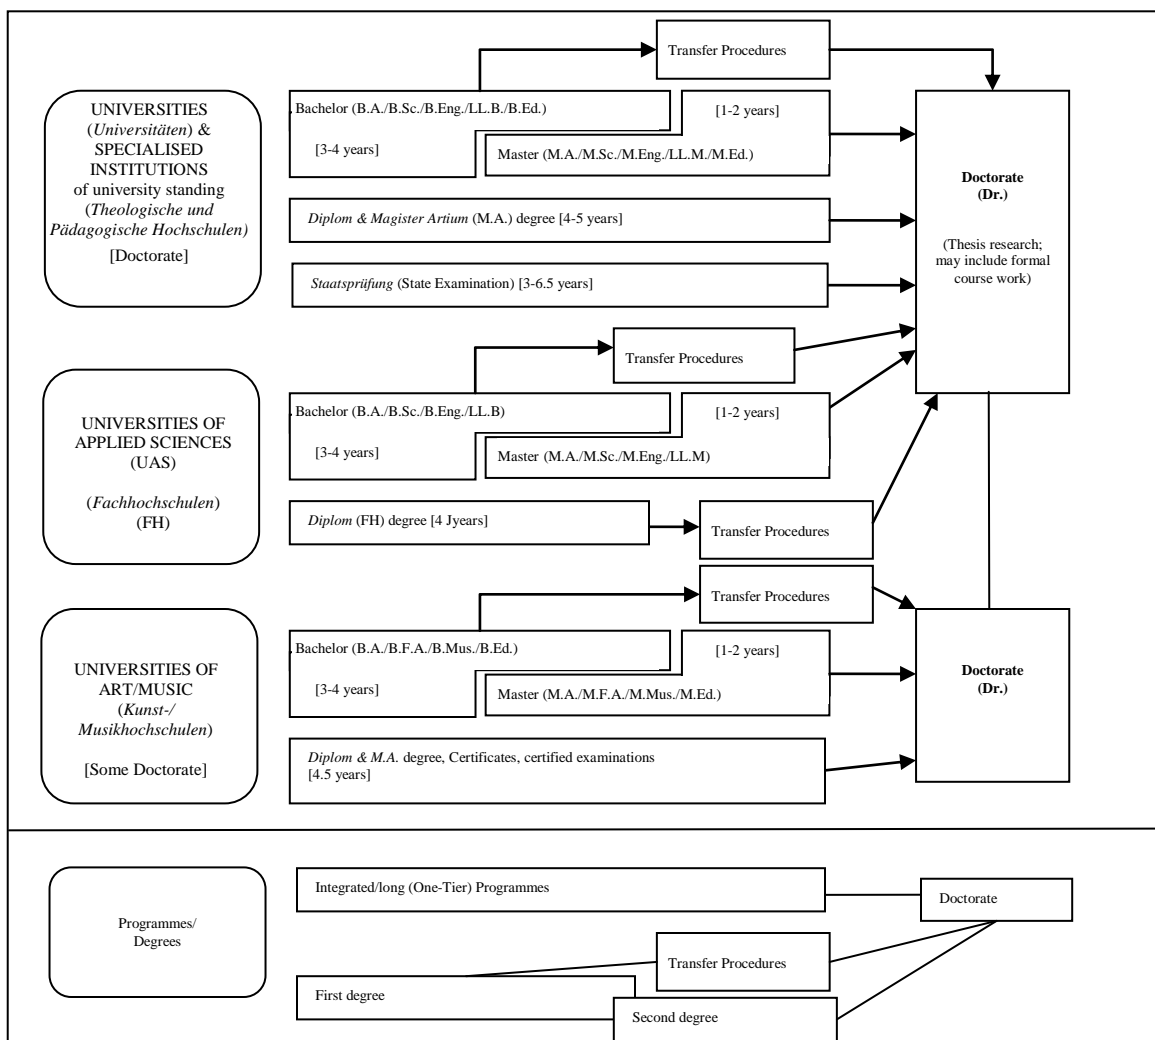 Transfer Procedures
UNIVERSITIES
(Universitäten) &
SPECIALISED
INSTITUTIONS
of university standing
(Theologische und
Pädagogische Hochschulen)
[Doctorate]
. Bachelor (B.A./B.Sc./B.Eng./LL.B./B.Ed.)
[3-4 years]
[1-2 years]
Master (M.A./M.Sc./M.Eng./LL.M./M.Ed.)
Diplom & Magister Artium (M.A.) degree [4-5 years]
Staatsprüfung (State Examination) [3-6.5 years]
Doctorate
(Dr.)
(Thesis research;
may include formal
course work)
Transfer Procedures
UNIVERSITIES OF
APPLIED SCIENCES
(UAS)
(Fachhochschulen)
(FH)
. Bachelor (B.A./B.Sc./B.Eng./LL.B)
[3-4 years]
[1-2 years]
Master (M.A./M.Sc./M.Eng./LL.M)
Diplom (FH) degree [4 Jyears]
Transfer Procedures
Transfer Procedures
UNIVERSITIES OF
ART/MUSIC
(Kunst-/
Musikhochschulen)
[Some Doctorate]
. Bachelor (B.A./B.F.A./B.Mus./B.Ed.)
[3-4 years]
[1-2 years]
Master (M.A./M.F.A./M.Mus./M.Ed.)
Diplom & M.A. degree, Certificates, certified examinations
[4.5 years]
Doctorate
(Dr.)
Programmes/
Degrees
Integrated/long (One-Tier) Programmes
Doctorate
Transfer Procedures
First degree
Second degree